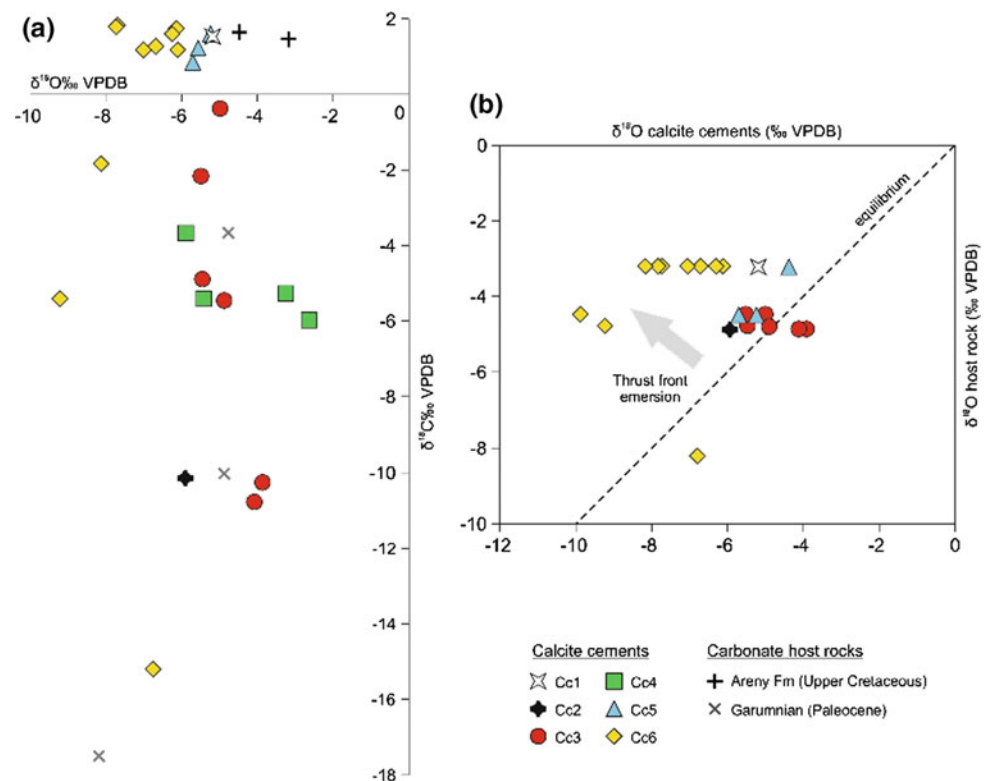 (a)
2
δ¹⁸O‰ VPDB
-10
-8
-6
-4
-2
0
-2
-4
-6
-8
-10
-12
-14
-16
-18
δ¹⁸C‰ VPDB
(b)
δ¹⁸O calcite cements (‰ VPDB)
0
-2
-4
-6
-8
-10
-12
-10
-8
-6
-4
-2
0
equilibrium
Thrust front
emersion
δ¹⁸O host rock (‰ VPDB)
Calcite cements
Carbonate host rocks
Cc1
Cc4
Areny Fm (Upper Cretaceous)
Cc2
Cc5
Garumnian (Paleocene)
Cc3
Cc6